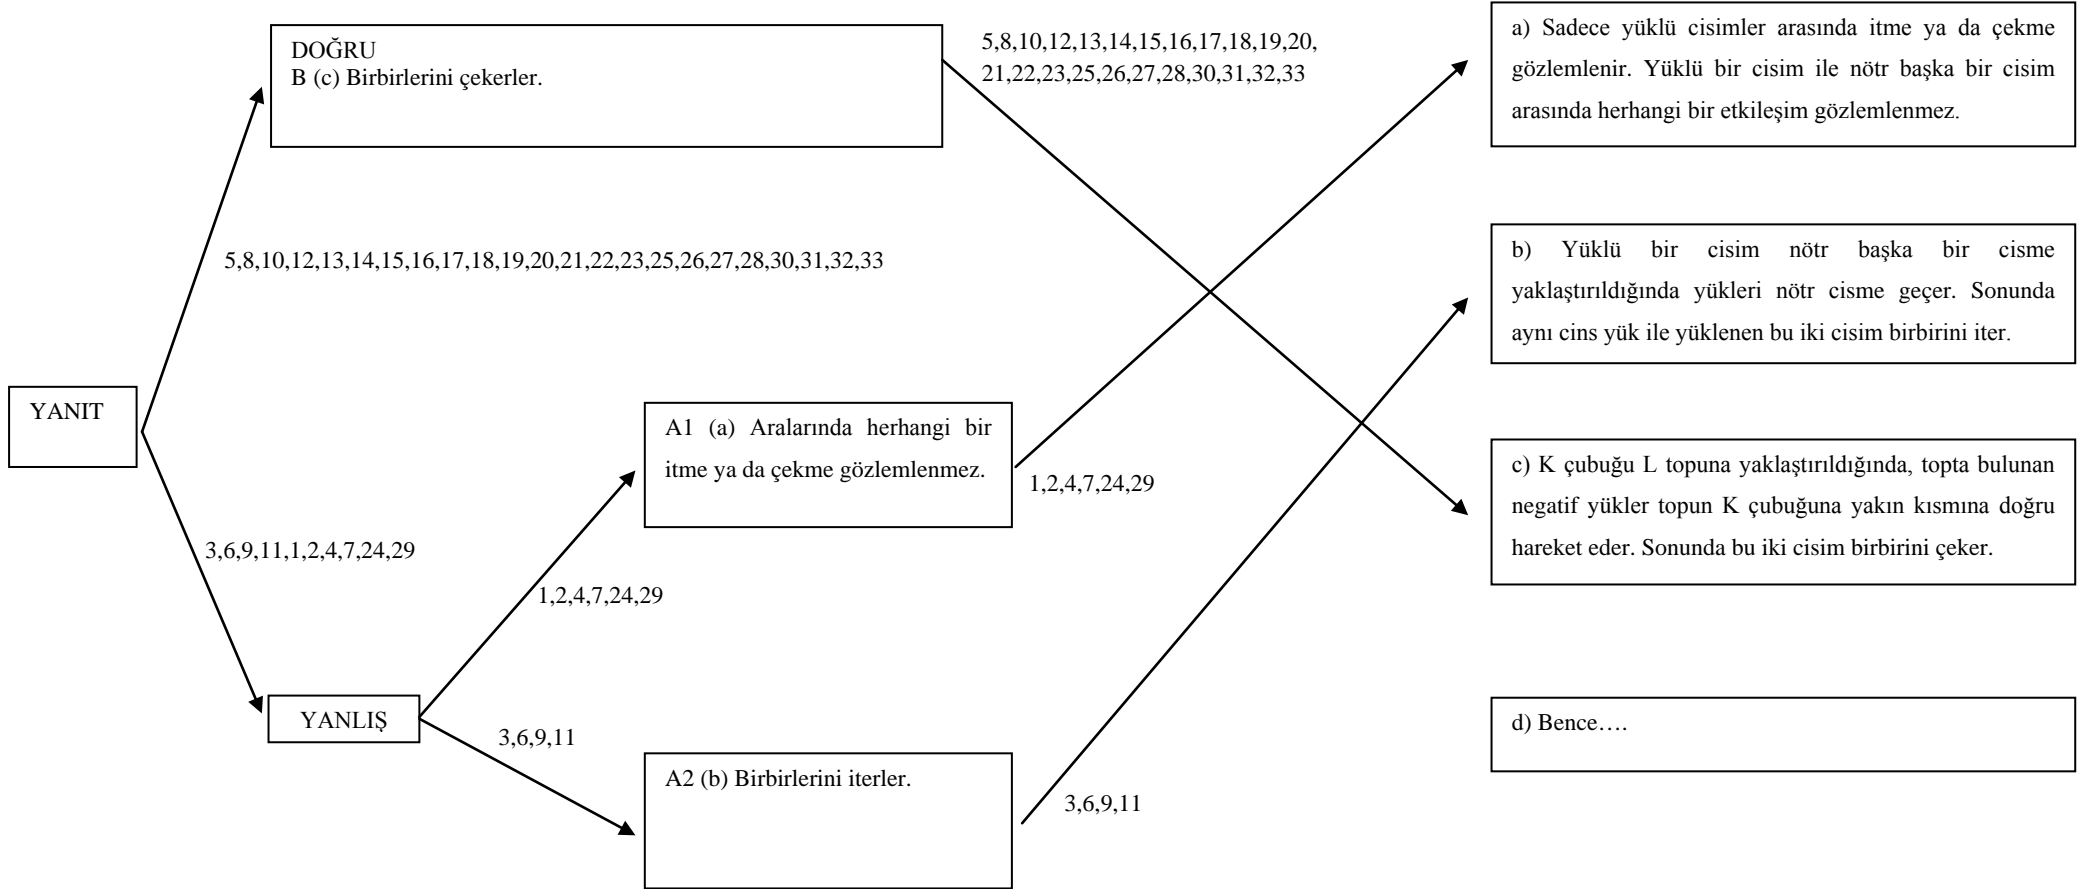 DOĞRU
B (c) Birbirlerini çekerler.
5,8,10,12,13,14,15,16,17,18,19,20,
21,22,23,25,26,27,28,30,31,32,33
a) Sadece yüklü cisimler arasında itme ya da çekme
gözlemlenir. Yüklü bir cisim ile nötr başka bir cisim
arasında herhangi bir etkileşim gözlemlenmez.
5,8,10,12,13,14,15,16,17,18,19,20,21,22,23,25,26,27,28,30,31,32,33
b) Yüklü bir cisim nötr başka bir cisme
yaklaştırıldığında yükleri nötr cisme geçer. Sonunda
aynı cins yük ile yüklenen bu iki cisim birbirini iter.
YANIT
A1 (a) Aralarında herhangi bir
itme ya da çekme gözlemlenmez.
1,2,4,7,24,29
c) K çubuğu L topuna yaklaştırıldığında, topta bulunan
negatif yükler topun K çubuğuna yakın kısmına doğru
hareket eder. Sonunda bu iki cisim birbirini çeker.
3,6,9,11,1,2,4,7,24,29
1,2,4,7,24,29
YANLIŞ
3,6,9,11
A2 (b) Birbirlerini iterler.
3,6,9,11
d) Bence….